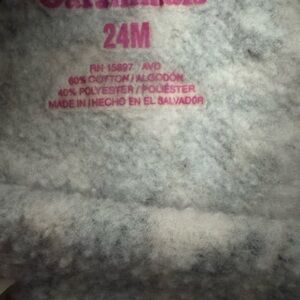 24M
RN 15897 AVD
60% COTTON / ALGODÓN
40% POLYESTER / POLIÉSTER
MADE IN / HECHO EN EL SALVADOR